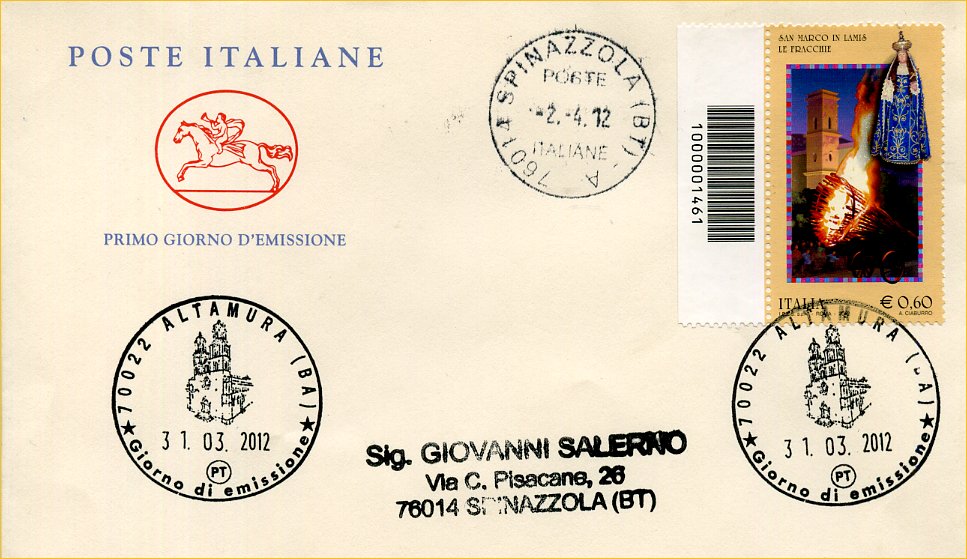 POSTE ITALIANE
PRIMO GIORNO D'EMISSIONE
76014 SPINAZZOLA (BT). A
POSTE
-2.-4.12
ITALIANE
1000001461
SAN MARCO IN LAMIS
LE FRACCHIE
ITALIA
€ 0,60
ROMA
A. CIABURRO
70022 ALTAMURA (BA)
31.03.2012
Giorno di emissione
PT
70022 ALTAMURA (BA)
31.03.2012
Giorno di emissione
PT
Sig. GIOVANNI SALERNO
Via C. Pisacane, 26
76014 SPINAZZOLA (BT)